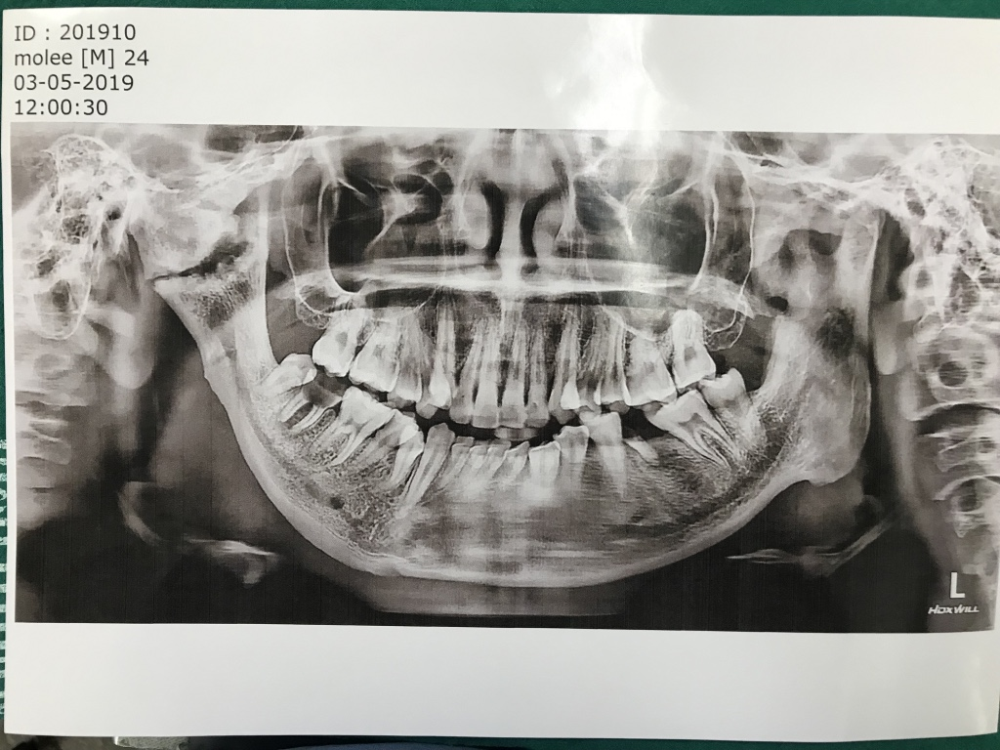 ID : 201910
molee [M] 24
03-05-2019
12:00:30
L
HDXWILL